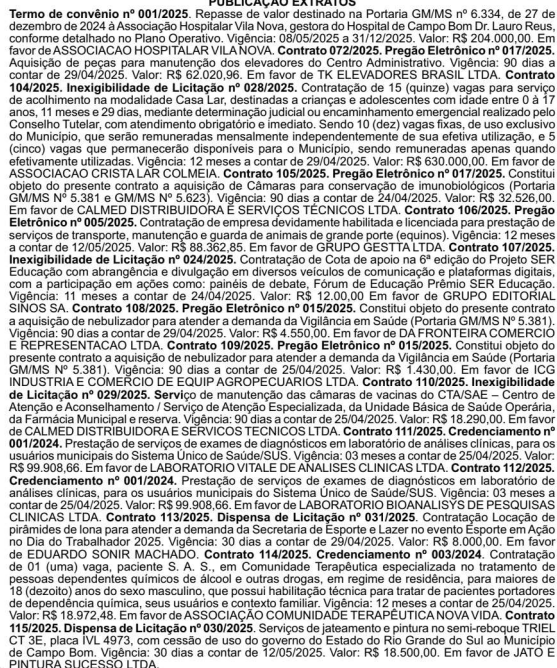 PUBLICAÇÃO EXTRATOS
Termo de convênio nº 001/2025. Repasse de valor destinado na Portaria GM/MS nº 6.334, de 27 de
dezembro de 2024 à Associação Hospitalar Vila Nova, gestora do Hospital de Campo Bom Dr. Lauro Reus,
conforme detalhado no Plano Operativo. Vigência: 08/05/2025 a 31/12/2025. Valor: R$ 204.000,00. Em
favor de ASSOCIACAO HOSPITALAR VILA NOVA. Contrato 072/2025. Pregão Eletrônico nº 017/2025.
Aquisição de peças para manutenção dos elevadores do Centro Administrativo. Vigência: 90 dias a
contar de 29/04/2025. Valor: R$ 62.020,96. Em favor de TK ELEVADORES BRASIL LTDA. Contrato
104/2025. Inexigibilidade de Licitação nº 028/2025. Contratação de 15 (quinze) vagas para serviço
de acolhimento na modalidade Casa Lar, destinadas a crianças e adolescentes com idade entre 0 à 17
anos, 11 meses e 29 dias, mediante determinação judicial ou encaminhamento emergencial realizado pelo
Conselho Tutelar, com atendimento obrigatório e imediato. Sendo 10 (dez) vagas fixas, de uso exclusivo
do Município, que serão remuneradas mensalmente independentemente de sua efetiva utilização, e 5
(cinco) vagas que permanecerão disponíveis para o Município, sendo remuneradas apenas quando
efetivamente utilizadas. Vigência: 12 meses a contar de 29/04/2025. Valor: R$ 630.000,00. Em favor de
ASSOCIACAO CRISTA LAR COLMEIA. Contrato 105/2025. Pregão Eletrônico nº 017/2025. Constitui
objeto do presente contrato a aquisição de Câmaras para conservação de imunobiológicos (Portaria
GM/MS Nº 5.381 e GM/MS Nº 5.623). Vigência: 90 dias a contar de 24/04/2025. Valor: R$ 32.526,00.
Em favor de CALMED DISTRIBUIDORA E SERVIÇOS TÉCNICOS LTDA. Contrato 106/2025. Pregão
Eletrônico nº 005/2025. Contratação de empresa devidamente habilitada e licenciada para prestação de
serviços de transporte, manutenção e guarda de animais de grande porte (equinos). Vigência: 12 meses
a contar de 12/05/2025. Valor: R$ 88.362,85. Em favor de GRUPO GESTTA LTDA. Contrato 107/2025.
Inexigibilidade de Licitação nº 024/2025. Contratação de Cota de apoio na 6ª edição do Projeto SER
Educação com abrangência e divulgação em diversos veículos de comunicação e plataformas digitais,
com a participação em ações como: painéis de debate, Fórum de Educação Prêmio SER Educação.
Vigência: 11 meses a contar de 24/04/2025. Valor: R$ 12.00,00 Em favor de GRUPO EDITORIAL
SINOS SA. Contrato 108/2025. Pregão Eletrônico nº 015/2025. Constitui objeto do presente contrato
a aquisição de nebulizador para atender a demanda da Vigilância em Saúde (Portaria GM/MS Nº 5.381).
Vigência: 90 dias a contar de 29/04/2025. Valor: R$ 4.550,00. Em favor de DA FRONTEIRA COMERCIO
E REPRESENTACAO LTDA. Contrato 109/2025. Pregão Eletrônico nº 015/2025. Constitui objeto do
presente contrato a aquisição de nebulizador para atender a demanda da Vigilância em Saúde (Portaria
GM/MS Nº 5.381). Vigência: 90 dias a contar de 25/04/2025. Valor: R$ 1.430,00. Em favor de ICG
INDUSTRIA E COMERCIO DE EQUIP AGROPECUARIOS LTDA. Contrato 110/2025. Inexigibilidade
de Licitação nº 029/2025. Serviço de manutenção das câmaras de vacinas do CTA/SAE – Centro de
Atenção e Aconselhamento / Serviço de Atenção Especializada, da Unidade Básica de Saúde Operária,
da Farmácia Municipal e reserva. Vigência: 90 dias a contar de 25/04/2025. Valor: R$ 18.290,00. Em favor
de CALMED DISTRIBUIDORA E SERVICOS TECNICOS LTDA. Contrato 111/2025. Credenciamento nº
001/2024. Prestação de serviços de exames de diagnósticos em laboratório de análises clínicas, para os
usuários municipais do Sistema Único de Saúde/SUS. Vigência: 03 meses a contar de 25/04/2025. Valor:
R$ 99.908,66. Em favor de LABORATORIO VITALE DE ANALISES CLINICAS LTDA. Contrato 112/2025.
Credenciamento nº 001/2024. Prestação de serviços de exames de diagnósticos em laboratório de
análises clínicas, para os usuários municipais do Sistema Único de Saúde/SUS. Vigência: 03 meses a
contar de 25/04/2025. Valor: R$ 99.908,66. Em favor de LABORATORIO BIOANALISYS DE PESQUISAS
CLINICAS LTDA. Contrato 113/2025. Dispensa de Licitação nº 031/2025. Contratação Locação de
pirâmides de lona para atender a demanda da Secretaria de Esporte e Lazer no evento Esporte em Ação
no Dia do Trabalhador 2025. Vigência: 30 dias a contar de 29/04/2025. Valor: R$ 8.000,00. Em favor
de EDUARDO SONIR MACHADO. Contrato 114/2025. Credenciamento nº 003/2024. Contratação
de 01 (uma) vaga, paciente S. A. S., em Comunidade Terapêutica especializada no tratamento de
pessoas dependentes químicos de álcool e outras drogas, em regime de residência, para maiores de
18 (dezoito) anos do sexo masculino, que possui habilitação técnica para tratar de pacientes portadores
de dependência química, seus usuários e contexto familiar. Vigência: 12 meses a contar de 25/04/2025.
Valor: R$ 18.972,48. Em favor de ASSOCIAÇÃO COMUNIDADE TERAPÊUTICA NOVA VIDA. Contrato
115/2025. Dispensa de Licitação nº 030/2025. Serviços de jateamento e pintura no semirreboque TRIEL
CT 3E, placa IVL 4973, com cessão de uso do governo do Estado do Rio Grande do Sul ao Município
de Campo Bom. Vigência: 30 dias a contar de 12/05/2025. Valor: R$ 18.500,00. Em favor de JATO E
PINTURA SUCESSO LTDA.